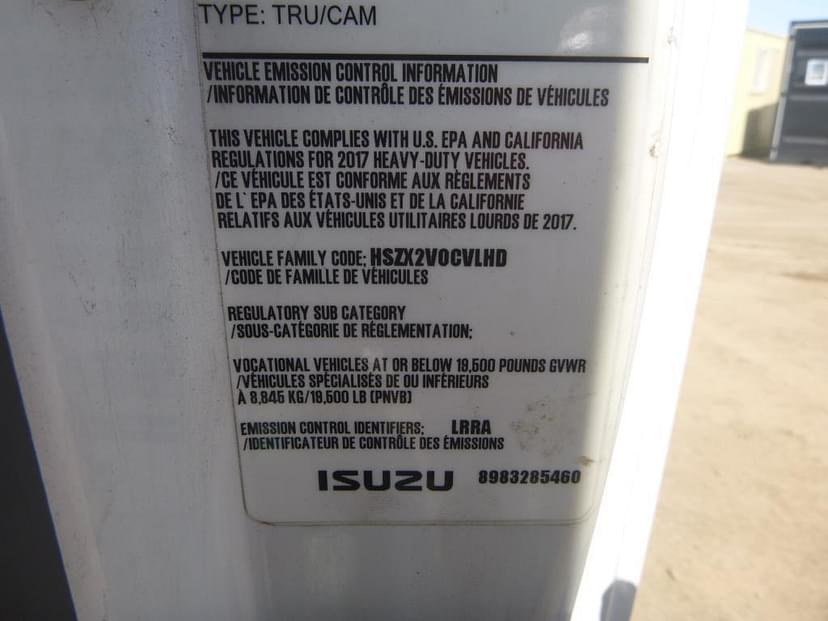 TYPE: TRU/CAM
VEHICLE EMISSION CONTROL INFORMATION
/INFORMATION DE CONTRÔLE DES ÉMISSIONS DE VÉHICULES
THIS VEHICLE COMPLIES WITH U.S. EPA AND CALIFORNIA
REGULATIONS FOR 2017 HEAVY-DUTY VEHICLES.
/CE VÉHICULE EST CONFORME AUX RÈGLEMENTS
DE L'EPA DES ÉTATS-UNIS ET DE LA CALIFORNIE
RELATIFS AUX VÉHICULES UTILITAIRES LOURDS DE 2017.
VEHICLE FAMILY CODE; HSZX2VOCVLHD
/CODE DE FAMILLE DE VÉHICULES
REGULATORY SUB CATEGORY
/SOUS-CATÉGORIE DE RÉGLEMENTATION;
VOCATIONAL VEHICLES AT OR BELOW 19,500 POUNDS GVWR
/VÉHICULES SPÉCIALISÉS DE OU INFÉRIEURS
À 8,845 KG/19,500 LB (PNVB)
EMISSION CONTROL IDENTIFIERS; LRRA
/IDENTIFICATEUR DE CONTRÔLE DES ÉMISSIONS
ISUZU 8983285460